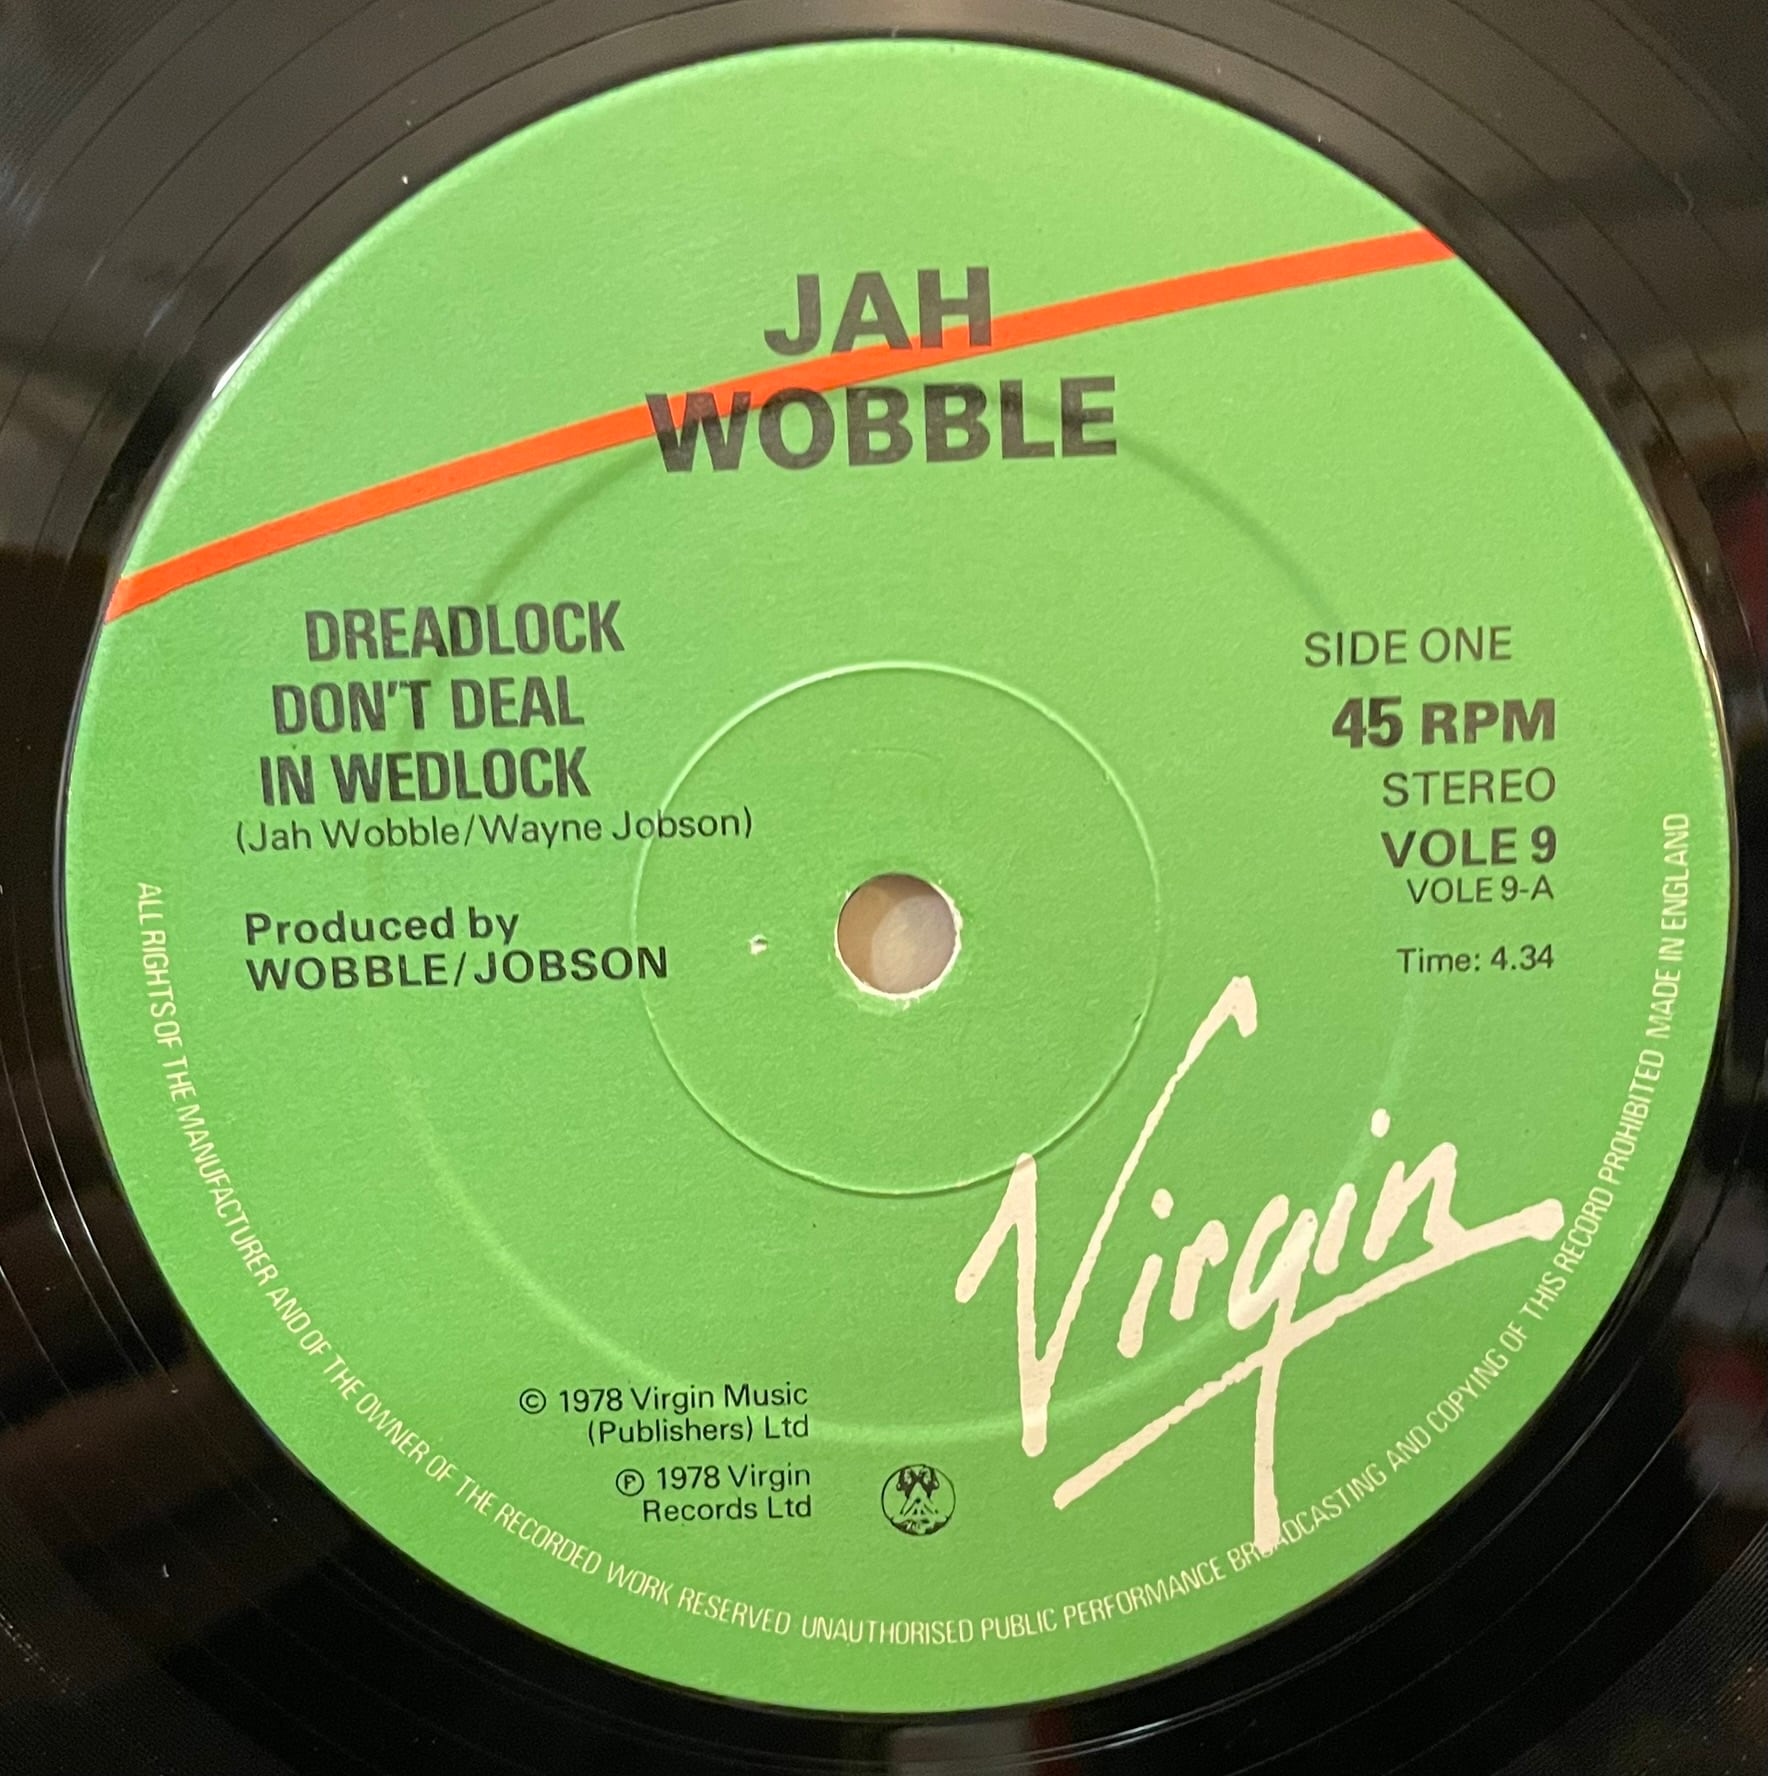 JAH
WOBBLE
DREADLOCK
DON'T DEAL
IN WEDLOCK
(Jah Wobble/Wayne Jobson)
Produced by
WOBBLE/JOBSON
SIDE ONE
45 RPM
STEREO
VOLE 9
VOLE 9-A
Time: 4.34
Virgin
© 1978 Virgin Music
(Publishers) Ltd
℗ 1978 Virgin
Records Ltd
ALL RIGHTS OF THE MANUFACTURER AND OF THE OWNER OF THE RECORDED WORK RESERVED UNAUTHORISED PUBLIC PERFORMANCE BROADCASTING AND COPYING OF THIS RECORD PROHIBITED MADE IN ENGLAND